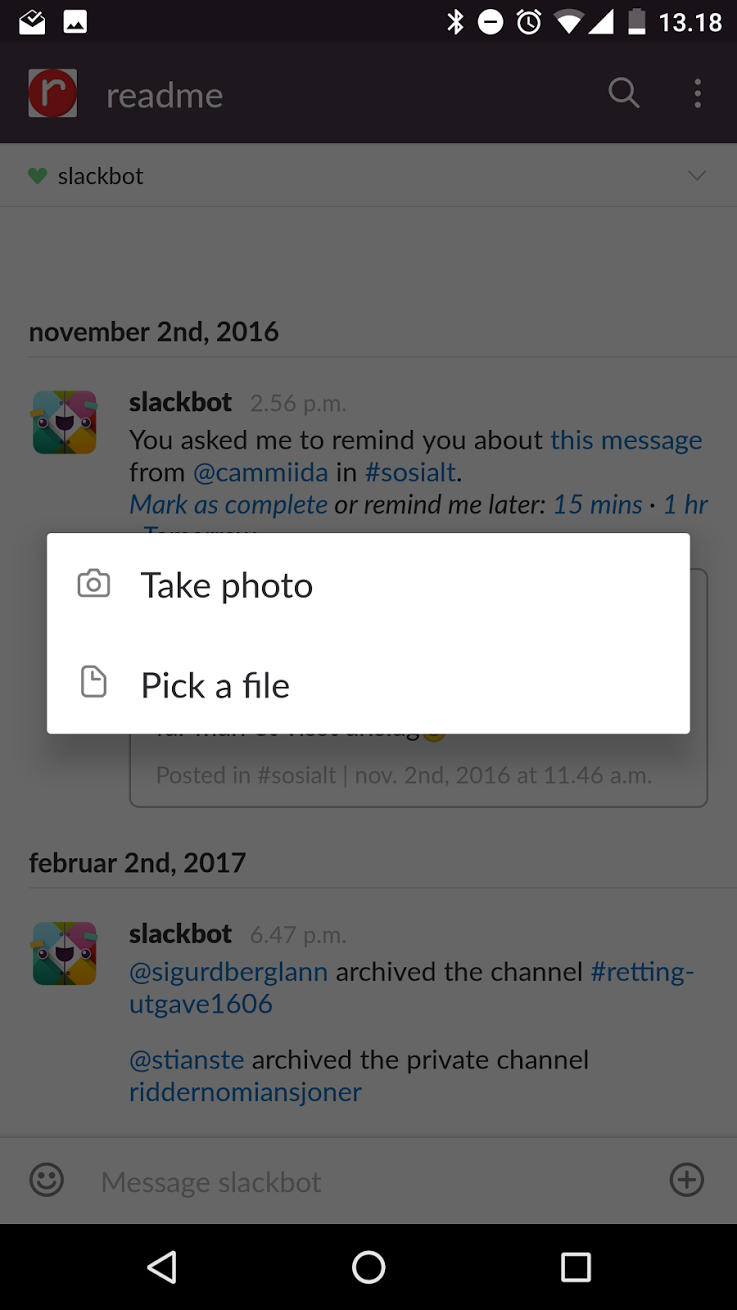 13.18
readme
slackbot
november 2nd, 2016
slackbot 2.56 p.m.
You asked me to remind you about this message
from @cammiida in #sosialt.
Mark as complete or remind me later: 15 mins · 1 hr
Take photo
Pick a file
Posted in #sosialt | nov. 2nd, 2016 at 11.46 a.m.
februar 2nd, 2017
slackbot 6.47 p.m.
@sigurdberglann archived the channel #retting-
utgave1606
@stianste archived the private channel
riddernomiansjoner
Message slackbot